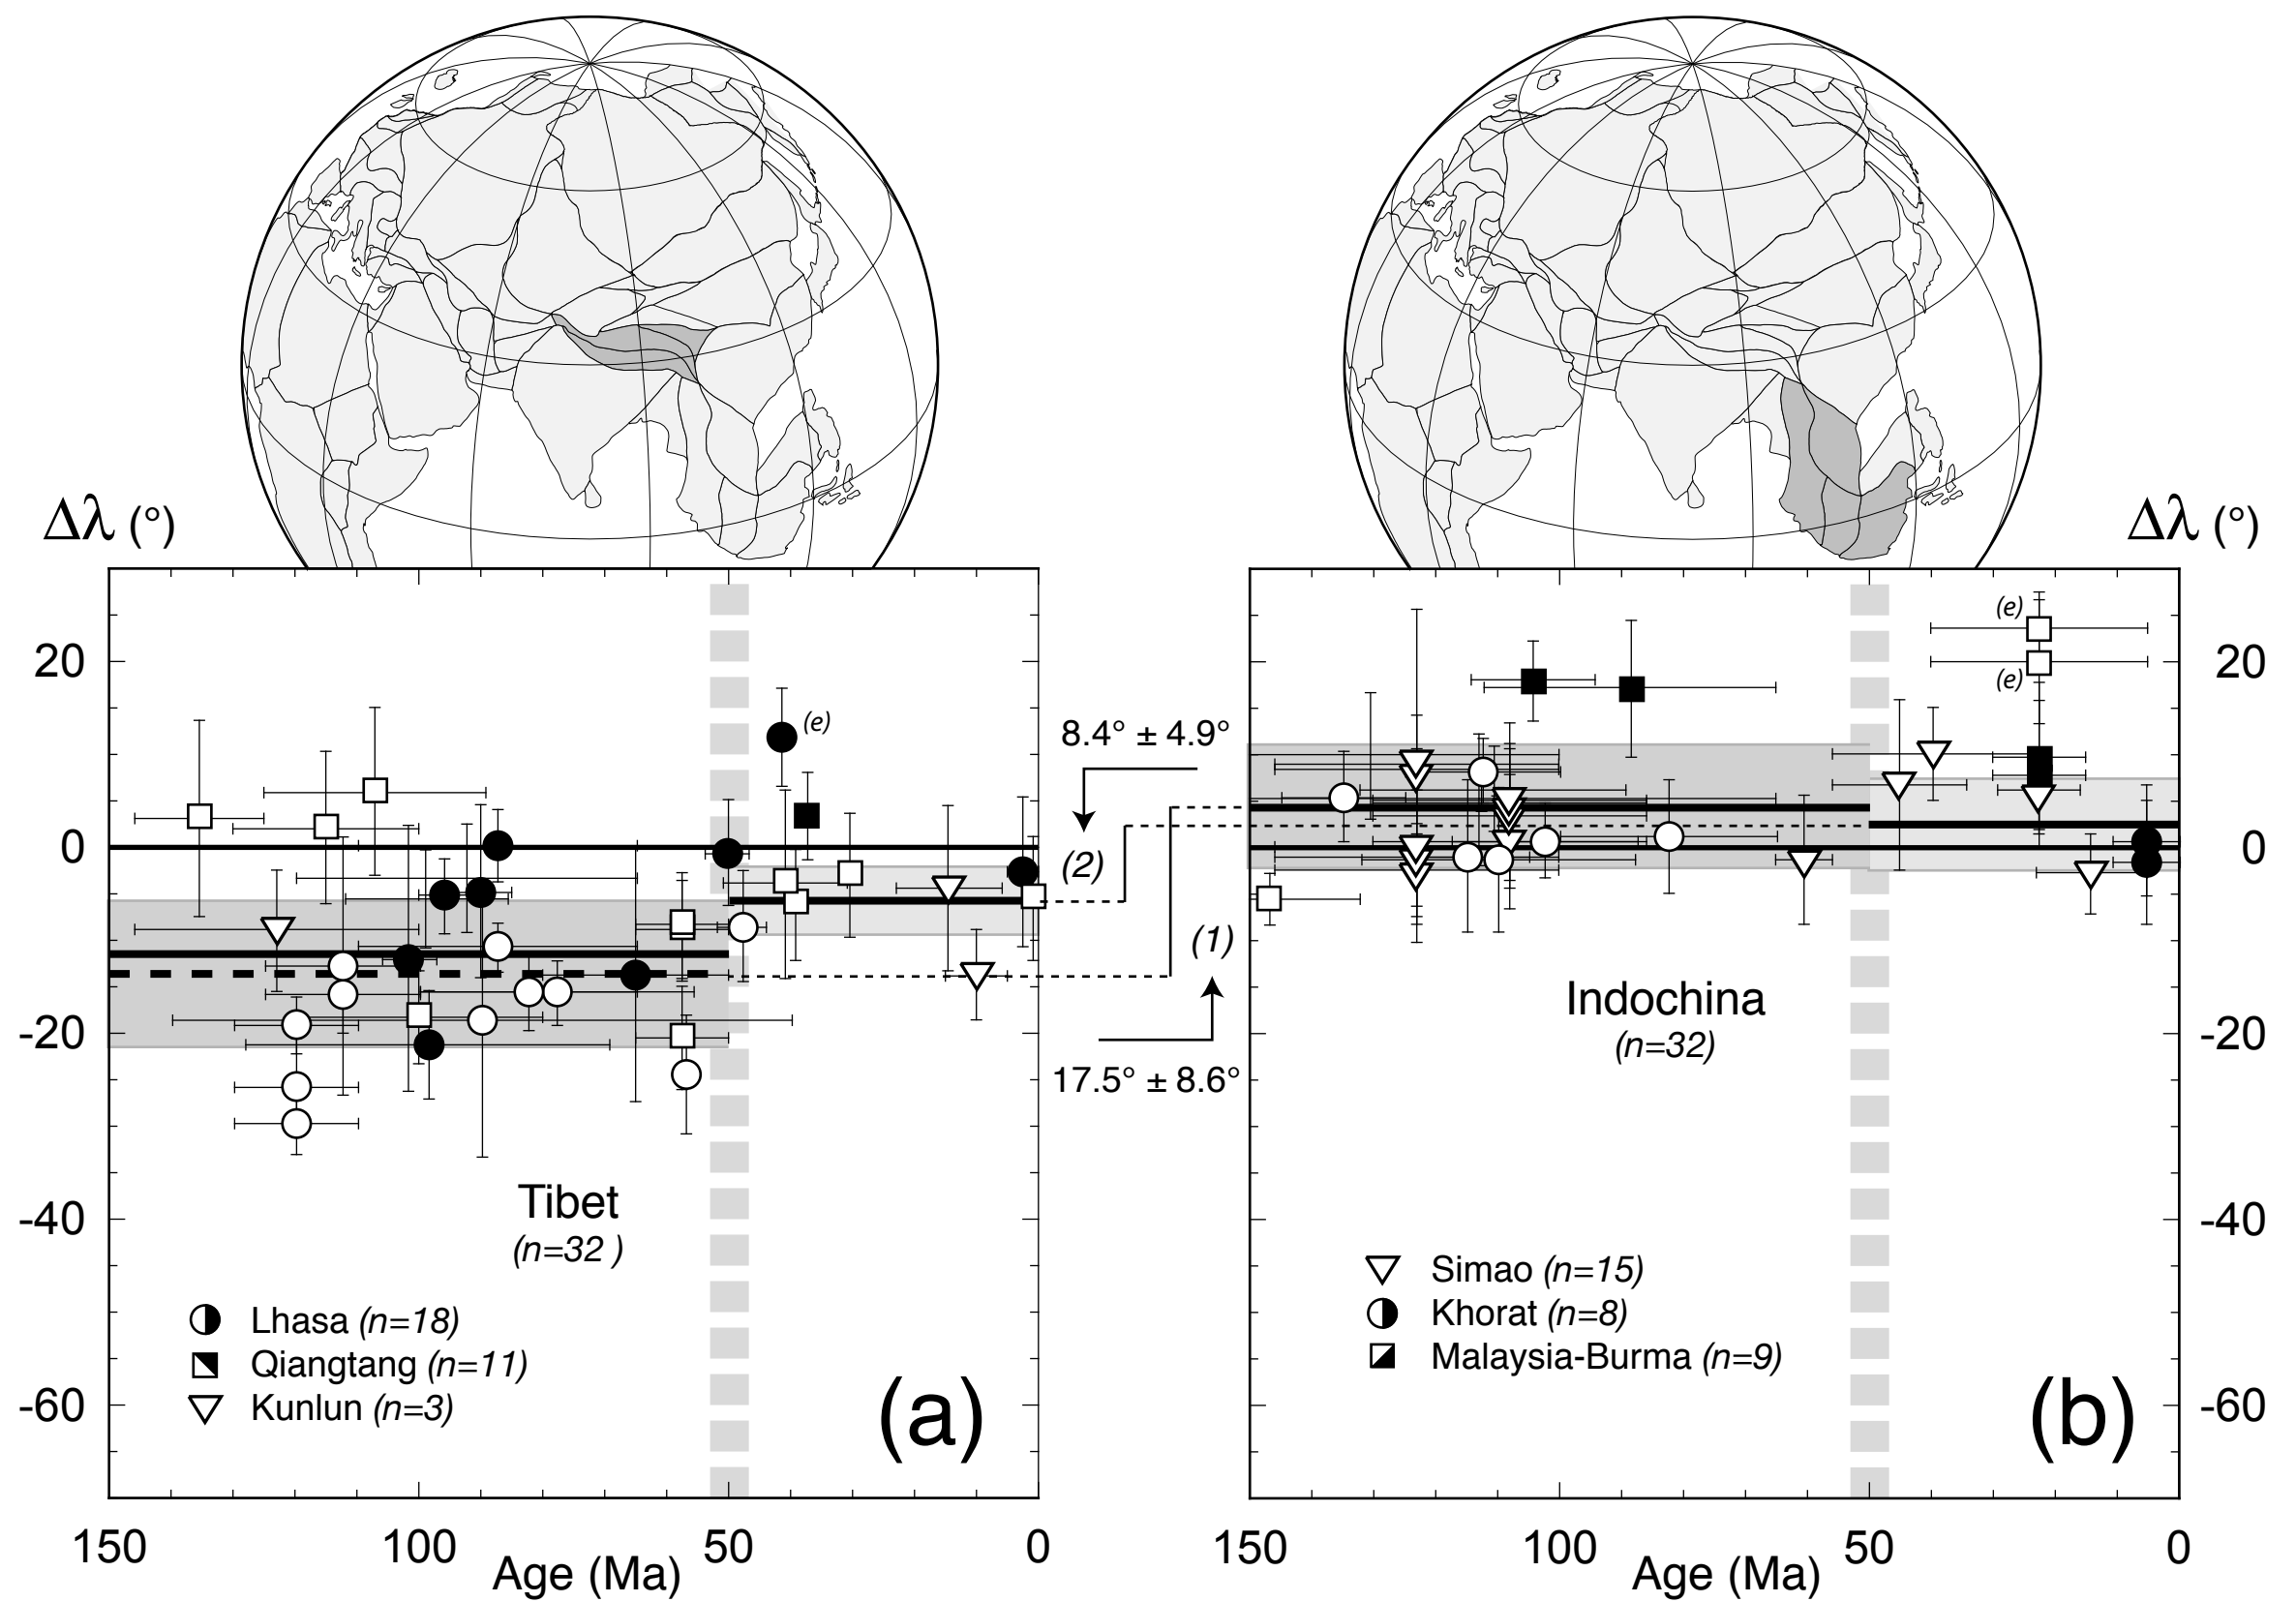 Δλ (°)
Δλ (°)
20
0
-20
-40
-60
(e)
Tibet
(n=32 )
Lhasa (n=18)
Qiangtang (n=11)
Kunlun (n=3)
(a)
150
100
50
0
Age (Ma)
8.4° ± 4.9°
(2)
(1)
17.5° ± 8.6°
(e)
(e)
Indochina
(n=32)
Simao (n=15)
Khorat (n=8)
Malaysia-Burma (n=9)
(b)
20
0
-20
-40
-60
150
100
50
0
Age (Ma)